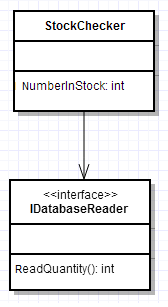 StockChecker
NumberInStock: int
<<interface>>
IDatabaseReader
ReadQuantity(): int